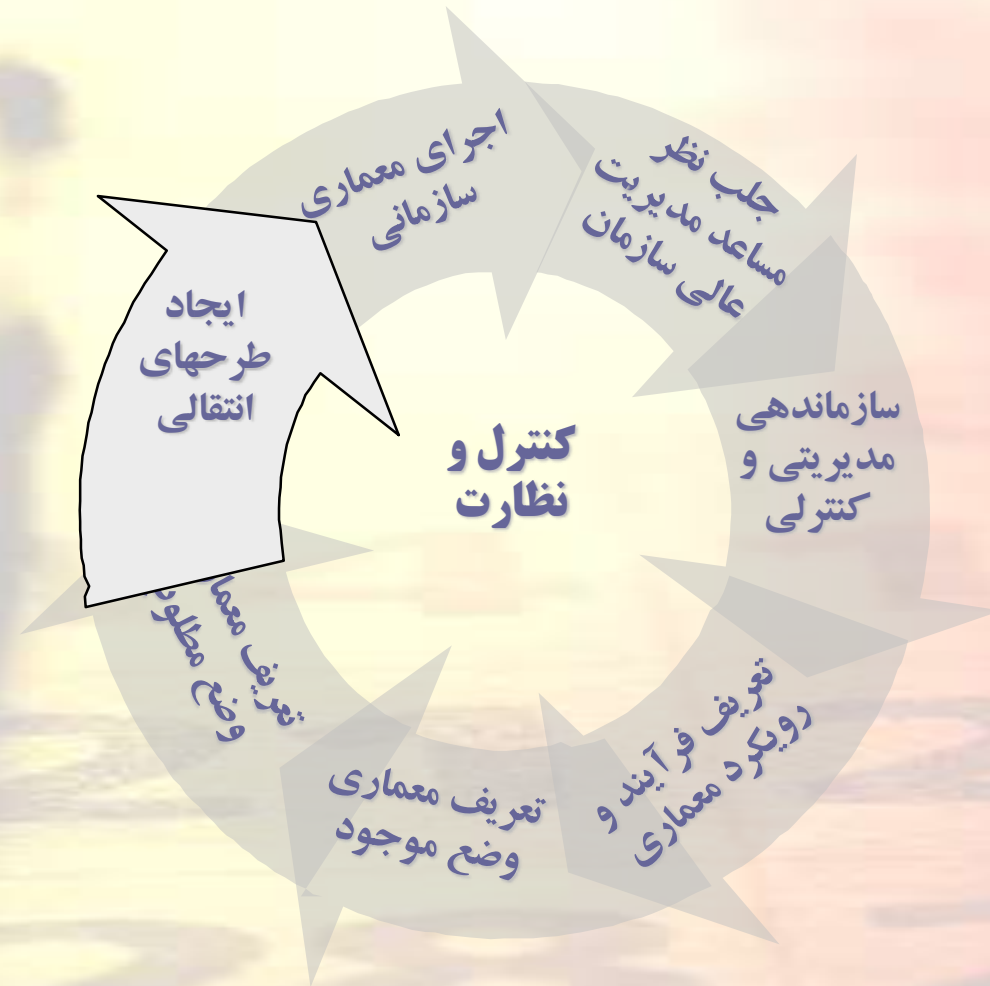 اجرای معماری
سازمانی
جلب نظر
مساعد مدیریت
عالی سازمان
سازماندهی
مدیریتی و
کنترلی
تعریف فرآیند و
رویکرد معماری
تعریف معماری
وضع موجود
تعریف
وضع
ایجاد
طرحهای
انتقالی
کنترل و
نظارت